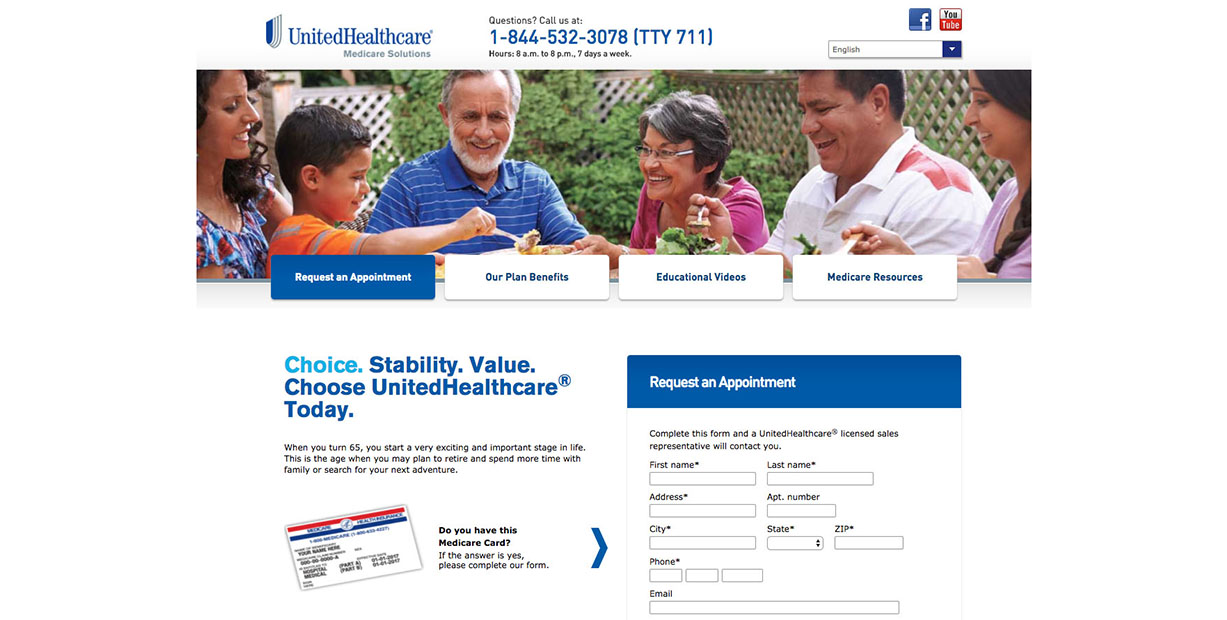 UnitedHealthcare®
Medicare Solutions
Questions? Call us at:
1-844-532-3078 (TTY 711)
Hours: 8 a.m. to 8 p.m., 7 days a week.
f
You
Tube
English
Request an Appointment
Our Plan Benefits
Educational Videos
Medicare Resources
Choice. Stability. Value.
Choose UnitedHealthcare®
Today.
When you turn 65, you start a very exciting and important stage in life.
This is the age when you may plan to retire and spend more time with
family or search for your next adventure.
MEDICARE HEALTH INSURANCE
1-800-MEDICARE (1-800-633-4227)
NAME OF BENEFICIARY
YOUR NAME HERE
SEX
000-00-0000-A
EFFECTIVE DATE
HOSPITAL (PART A) 01-01-2017
MEDICAL (PART B) 01-01-2017
Do you have this
Medicare Card?
If the answer is yes,
please complete our form.
Request an Appointment
Complete this form and a UnitedHealthcare® licensed sales
representative will contact you.
First name* Last name*
Address* Apt. number
City* State* ZIP*
Phone*
Email